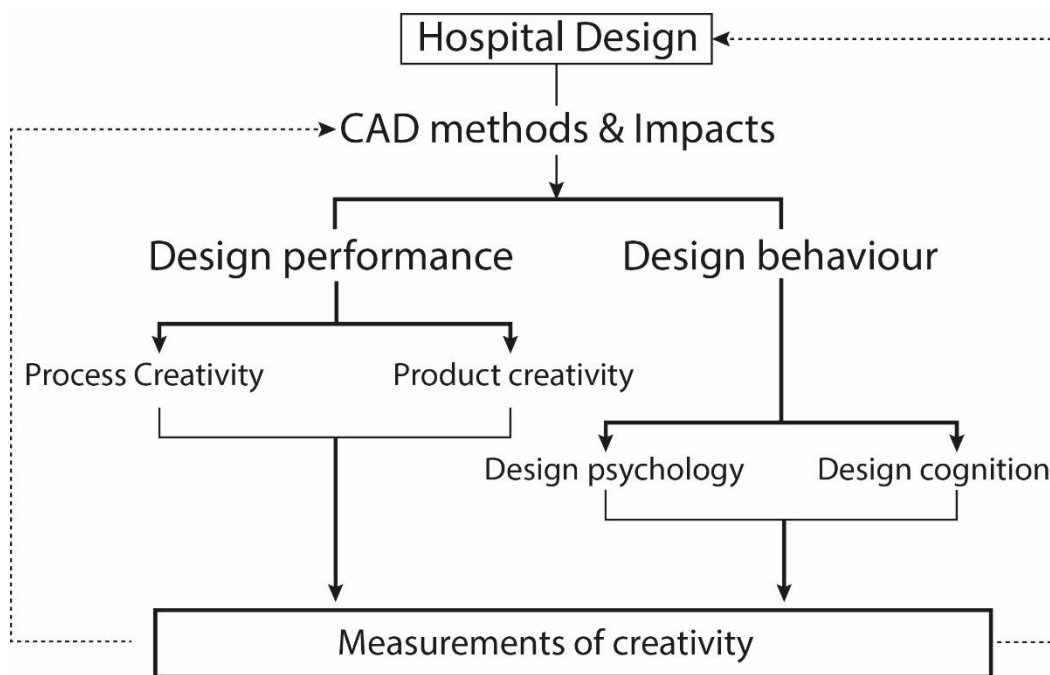 Hospital Design
CAD methods & Impacts
Design performance
Design behaviour
Process Creativity
Product creativity
Design psychology
Design cognition
Measurements of creativity